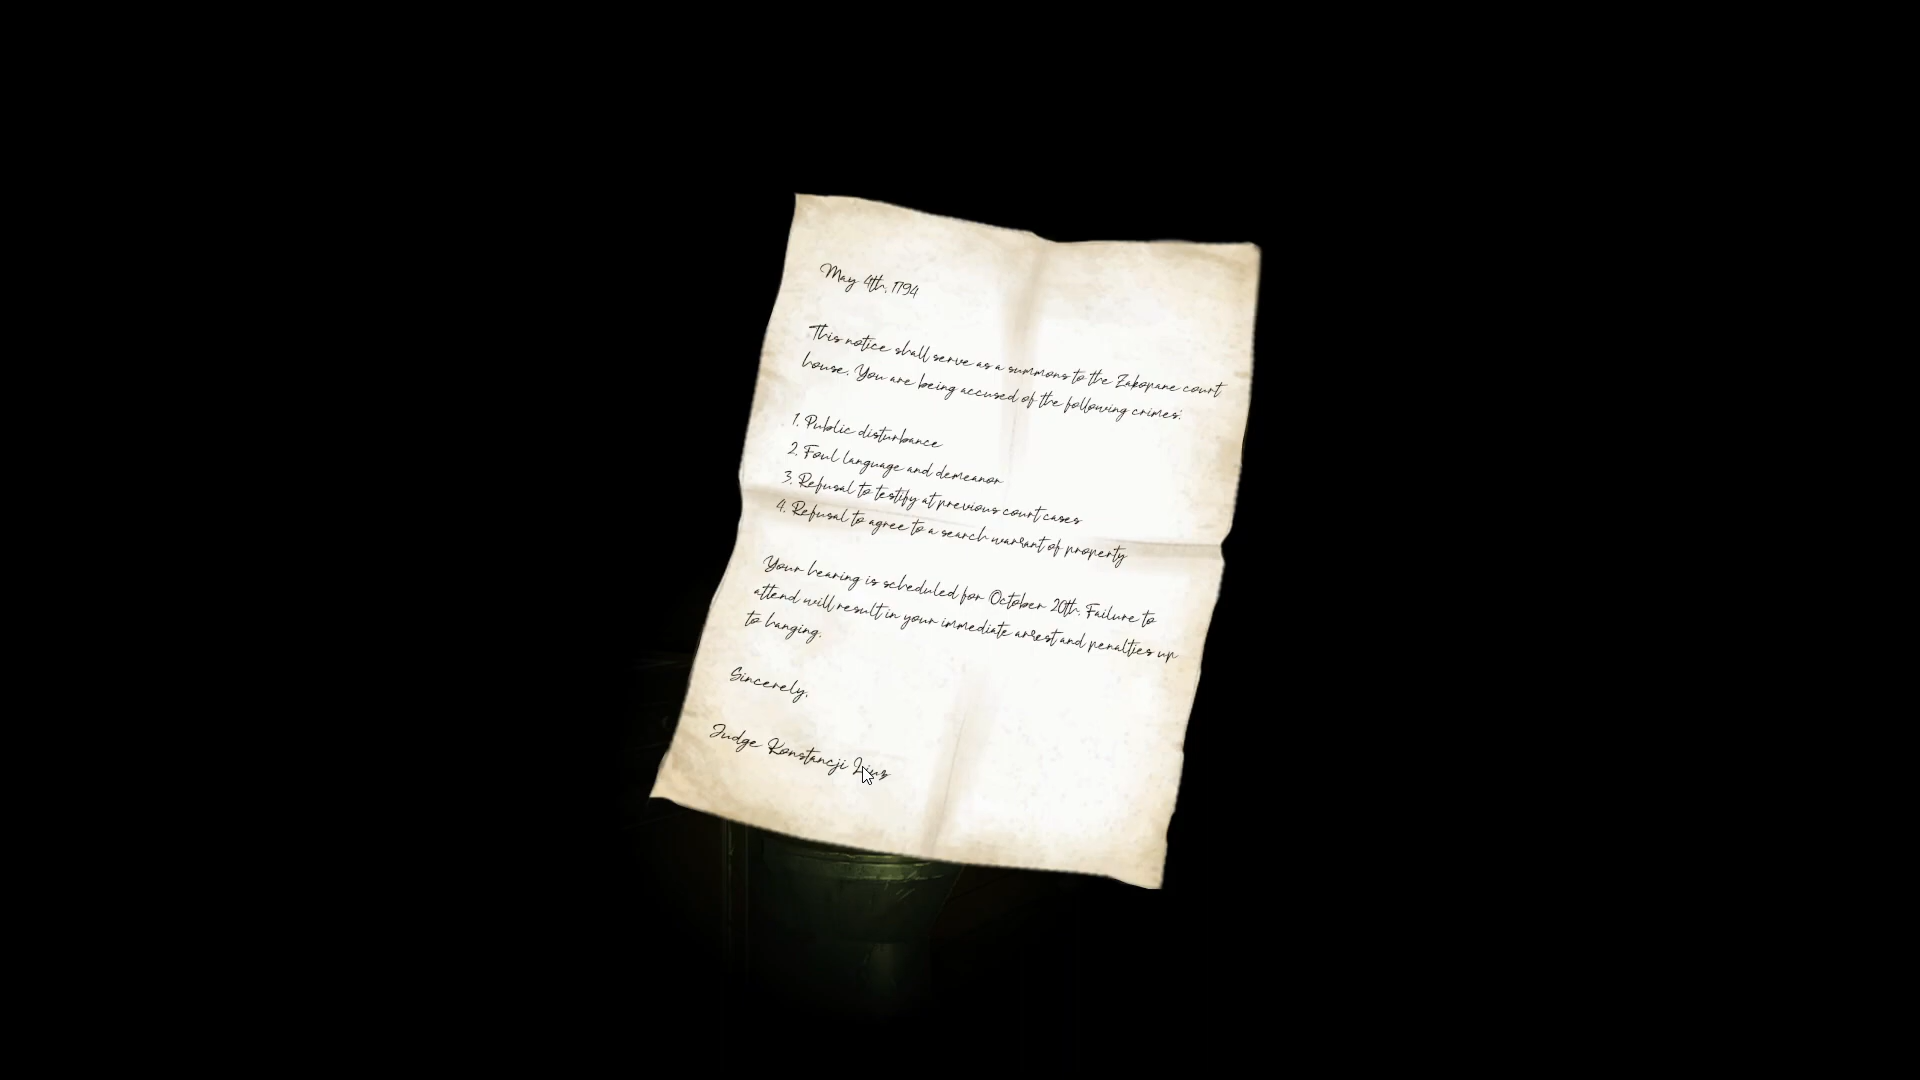 May 4th, 1794
This notice shall serve as a summons to the Zakopane court
house. You are being accused of the following crimes:
1. Public disturbance
2. Foul language and demeanor
3. Refusal to testify at previous court cases
4. Refusal to agree to a search warrant of property
Your hearing is scheduled for October 20th. Failure to
attend will result in your immediate arrest and penalties up
to hanging.
Sincerely,
Judge Konstancji